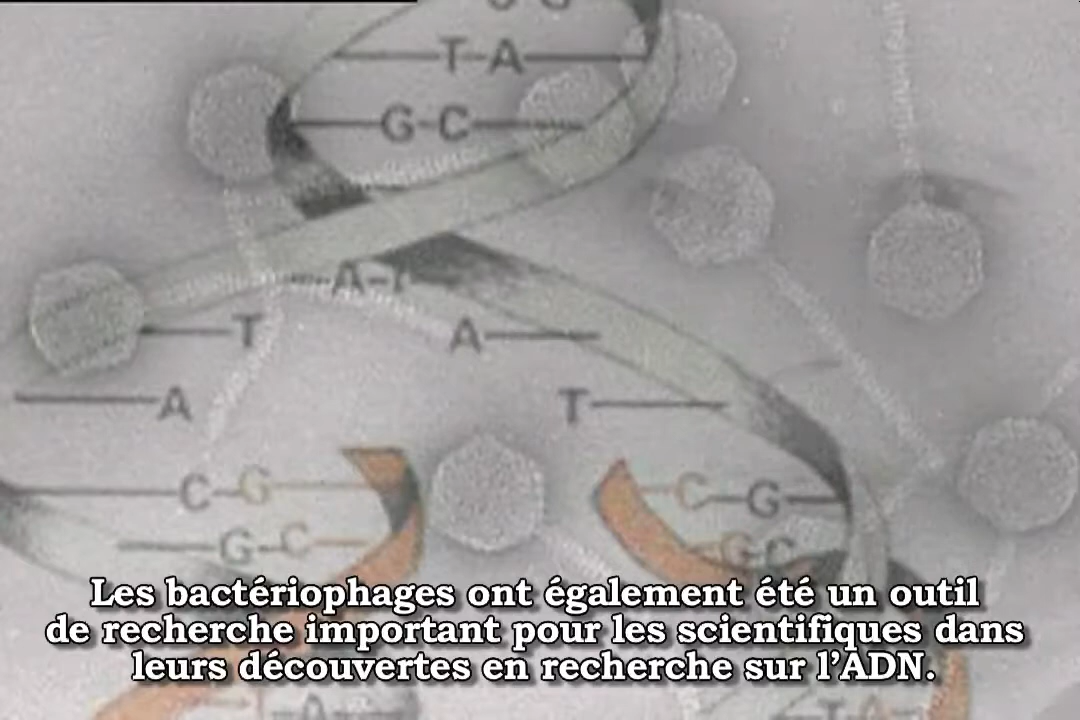 T-A
G-C
A-T
T
A
A
T
C-G
C-G
G-C
G-C
Les bactériophages ont également été un outil
de recherche important pour les scientifiques dans
leurs découvertes en recherche sur l'ADN.
A
T-A